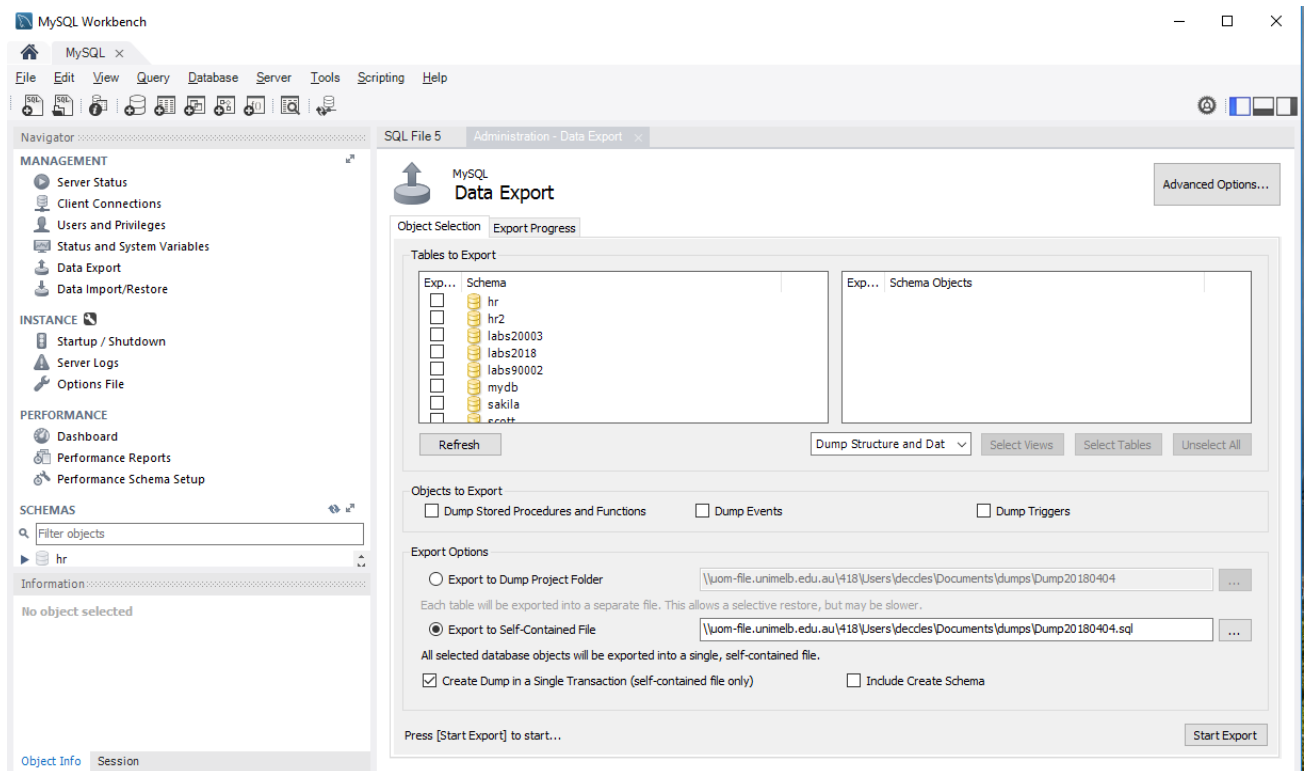 MySQL Workbench
MySQL ×
File Edit View Query Database Server Tools Scripting Help
Navigator
MANAGEMENT
Server Status
Client Connections
Users and Privileges
Status and System Variables
Data Export
Data Import/Restore
INSTANCE
Startup / Shutdown
Server Logs
Options File
PERFORMANCE
Dashboard
Performance Reports
Performance Schema Setup
SCHEMAS
Filter objects
hr
Information
No object selected
Object Info Session
SQL File 5 Administration - Data Export ×
MySQL
Data Export
Advanced Options...
Object Selection Export Progress
Tables to Export
Exp... Schema
hr
hr2
labs20003
labs2018
labs90002
mydb
sakila
scott
Exp... Schema Objects
Refresh Dump Structure and Dat Select Views Select Tables Unselect All
Objects to Export
Dump Stored Procedures and Functions Dump Events Dump Triggers
Export Options
Export to Dump Project Folder \\uom-file.unimelb.edu.au\418\Users\deccles\Documents\dumps\Dump20180404 ...
Each table will be exported into a separate file. This allows a selective restore, but may be slower.
Export to Self-Contained File \\uom-file.unimelb.edu.au\418\Users\deccles\Documents\dumps\Dump20180404.sql ...
All selected database objects will be exported into a single, self-contained file.
Create Dump in a Single Transaction (self-contained file only) Include Create Schema
Press [Start Export] to start... Start Export